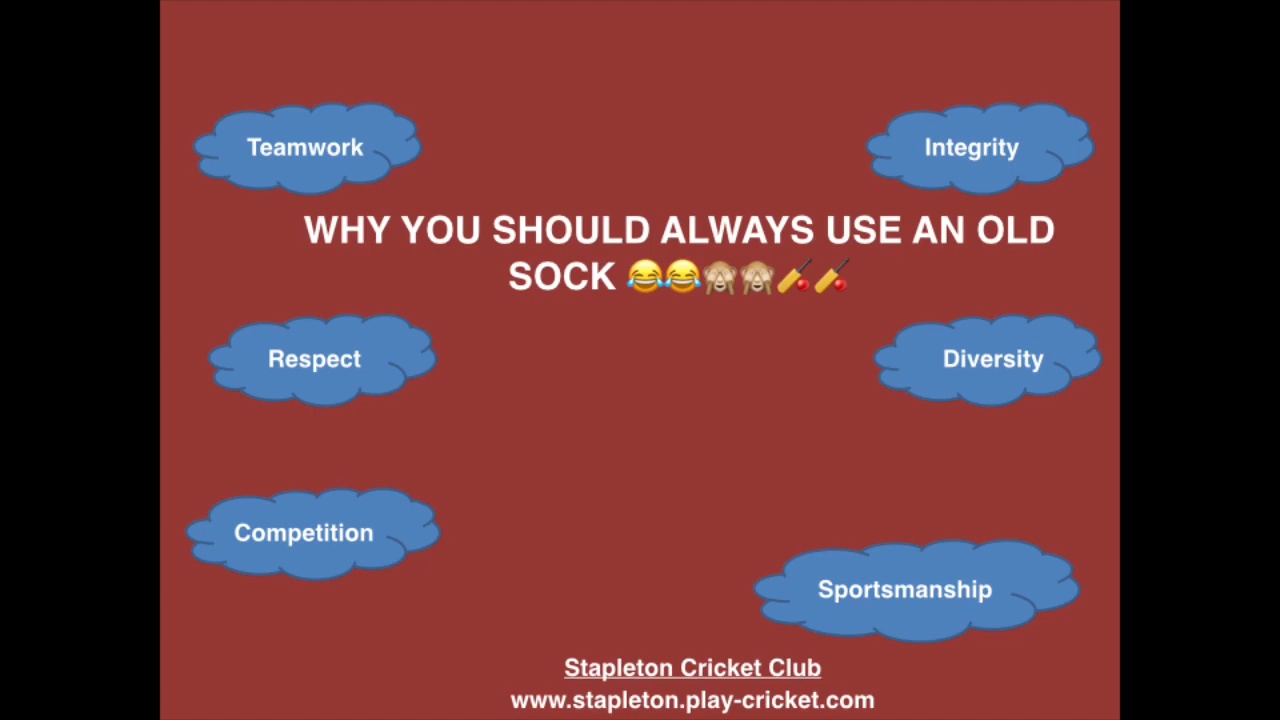 Teamwork
Integrity
WHY YOU SHOULD ALWAYS USE AN OLD
SOCK 😂😂🙈🙈🏏🏏
Respect
Diversity
Competition
Sportsmanship
Stapleton Cricket Club
www.stapleton.play-cricket.com